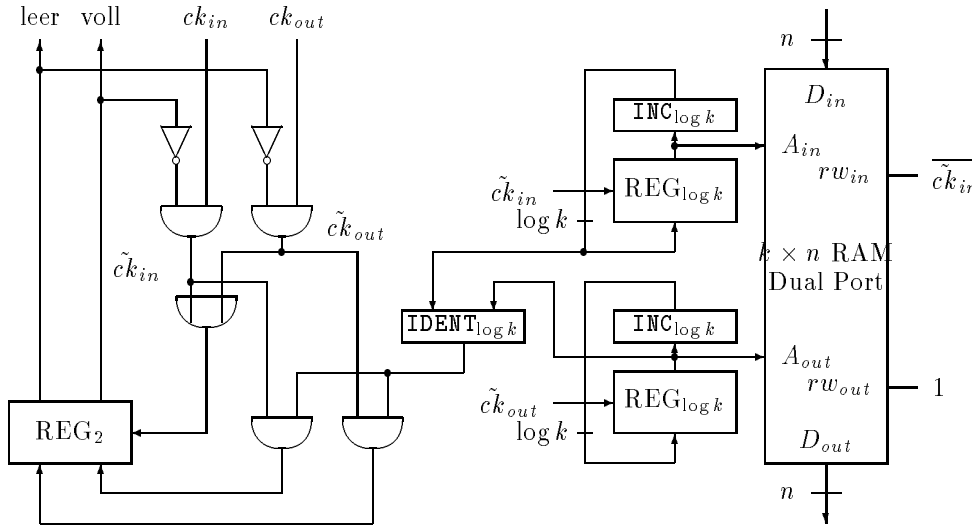 leer voll ck_in ck_out
n
D_in
INC_log k
A_in
rw_in
c̃k_in
REG_log k
c̃k_in
log k
c̃k_out
k × n RAM
Dual Port
c̃k_in
IDENT_log k
INC_log k
A_out
rw_out
1
c̃k_out
REG_log k
log k
REG_2
D_out
n